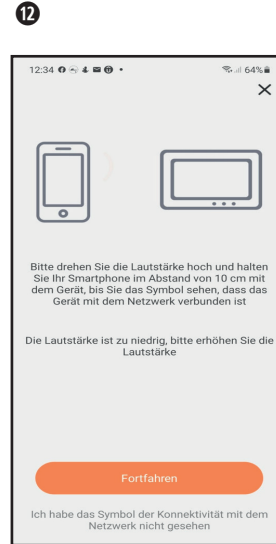 12
12:34
64%
Bitte drehen Sie die Lautstärke hoch und halten
Sie Ihr Smartphone im Abstand von 10 cm mit
dem Gerät, bis Sie das Symbol sehen, dass das
Gerät mit dem Netzwerk verbunden ist
Die Lautstärke ist zu niedrig, bitte erhöhen Sie die
Lautstärke
Fortfahren
Ich habe das Symbol der Konnektivität mit dem
Netzwerk nicht gesehen